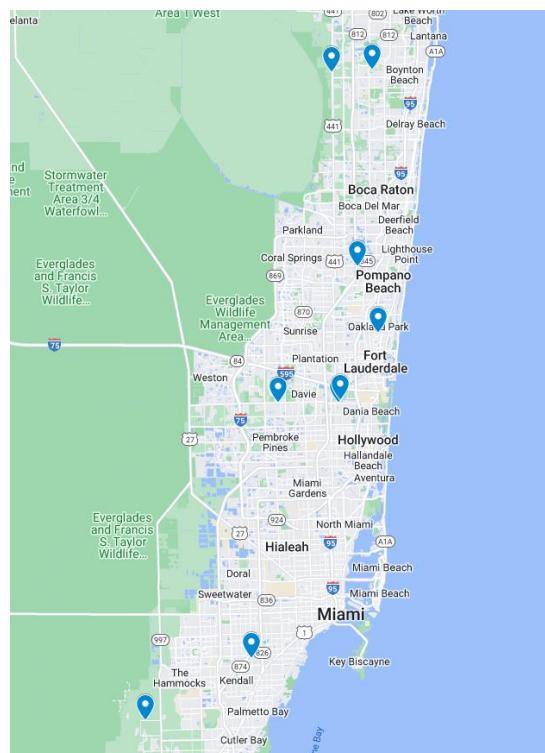 Area 1 West
802
Lake Worth
Beach
elanta
812
812
Lantana
A1A
Boynton
Beach
95
441
Delray Beach
Stormwater
Treatment
Area 3/4
Waterfowl...
95
Boca Raton
Boca Del Mar
Deerfield
Beach
Parkland
Lighthouse
Point
Coral Springs
441
845
869
Pompano
Beach
Everglades
and Francis
S. Taylor
Wildlife...
Everglades
Wildlife
Management
Area...
870
Sunrise
Oakland Park
75
84
Plantation
Fort
Lauderdale
595
Weston
Davie
Dania Beach
75
27
Pembroke
Pines
Hollywood
Hallandale
Beach
Aventura
Miami
Gardens
Everglades
and Francis
S. Taylor
Wildlife...
924
North Miami
27
Hialeah
95
A1A
Doral
Miami Beach
Sweetwater
836
95
Miami Beach
Miami
997
1
826
874
Key Biscayne
The
Hammocks
Kendall
Palmetto Bay
Cutler Bay
ne Bay